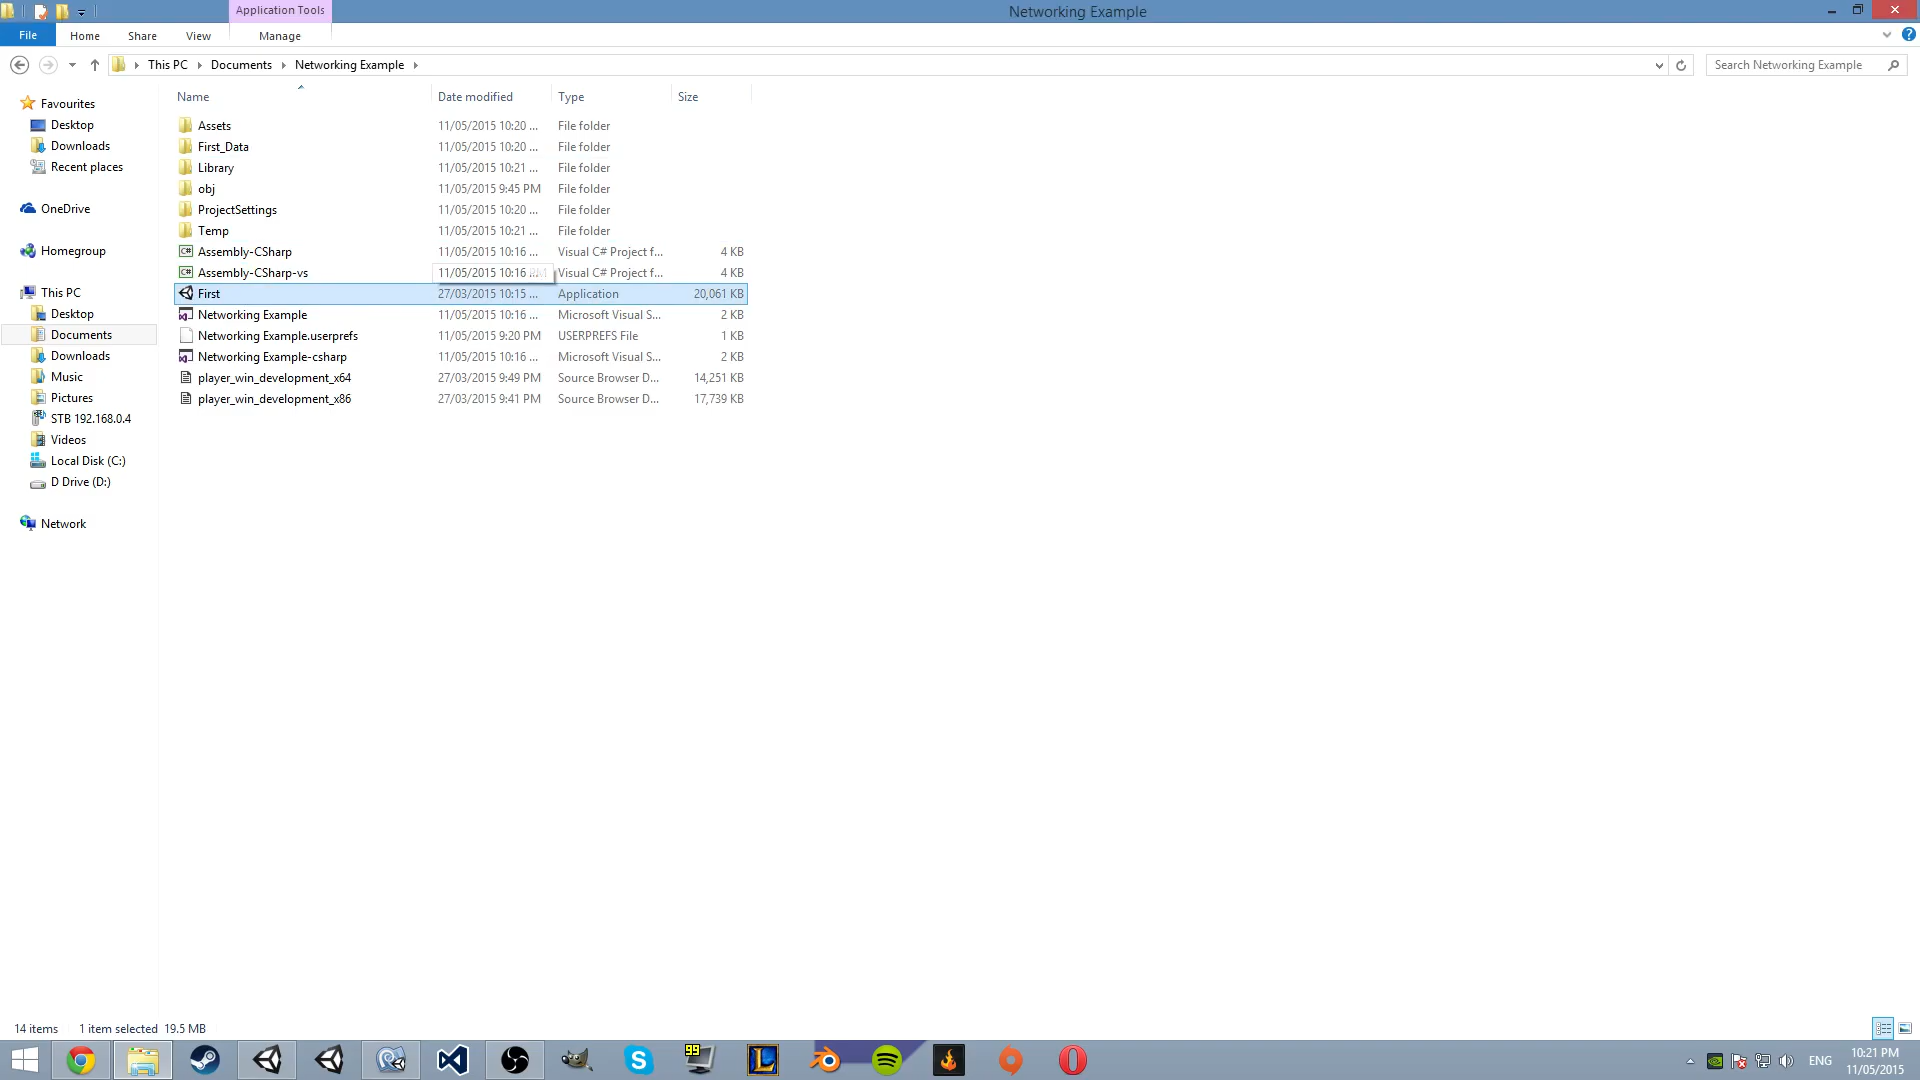 Application Tools
Networking Example
File Home Share View Manage
This PC Documents Networking Example
Search Networking Example
Name Date modified Type Size
Favourites
Desktop
Downloads
Recent places
OneDrive
Homegroup
This PC
Desktop
Documents
Downloads
Music
Pictures
STB 192.168.0.4
Videos
Local Disk (C:)
D Drive (D:)
Network
Assets 11/05/2015 10:20 ... File folder
First_Data 11/05/2015 10:20 ... File folder
Library 11/05/2015 10:21 ... File folder
obj 11/05/2015 9:45 PM File folder
ProjectSettings 11/05/2015 10:20 ... File folder
Temp 11/05/2015 10:21 ... File folder
Assembly-CSharp 11/05/2015 10:16 ... Visual C# Project f... 4 KB
Assembly-CSharp-vs 11/05/2015 10:16 Visual C# Project f... 4 KB
First 27/03/2015 10:15 ... Application 20,061 KB
Networking Example 11/05/2015 10:16 ... Microsoft Visual S... 2 KB
Networking Example.userprefs 11/05/2015 9:20 PM USERPREFS File 1 KB
Networking Example-csharp 11/05/2015 10:16 ... Microsoft Visual S... 2 KB
player_win_development_x64 27/03/2015 9:49 PM Source Browser D... 14,251 KB
player_win_development_x86 27/03/2015 9:41 PM Source Browser D... 17,739 KB
14 items 1 item selected 19.5 MB
99
ENG
10:21 PM
11/05/2015